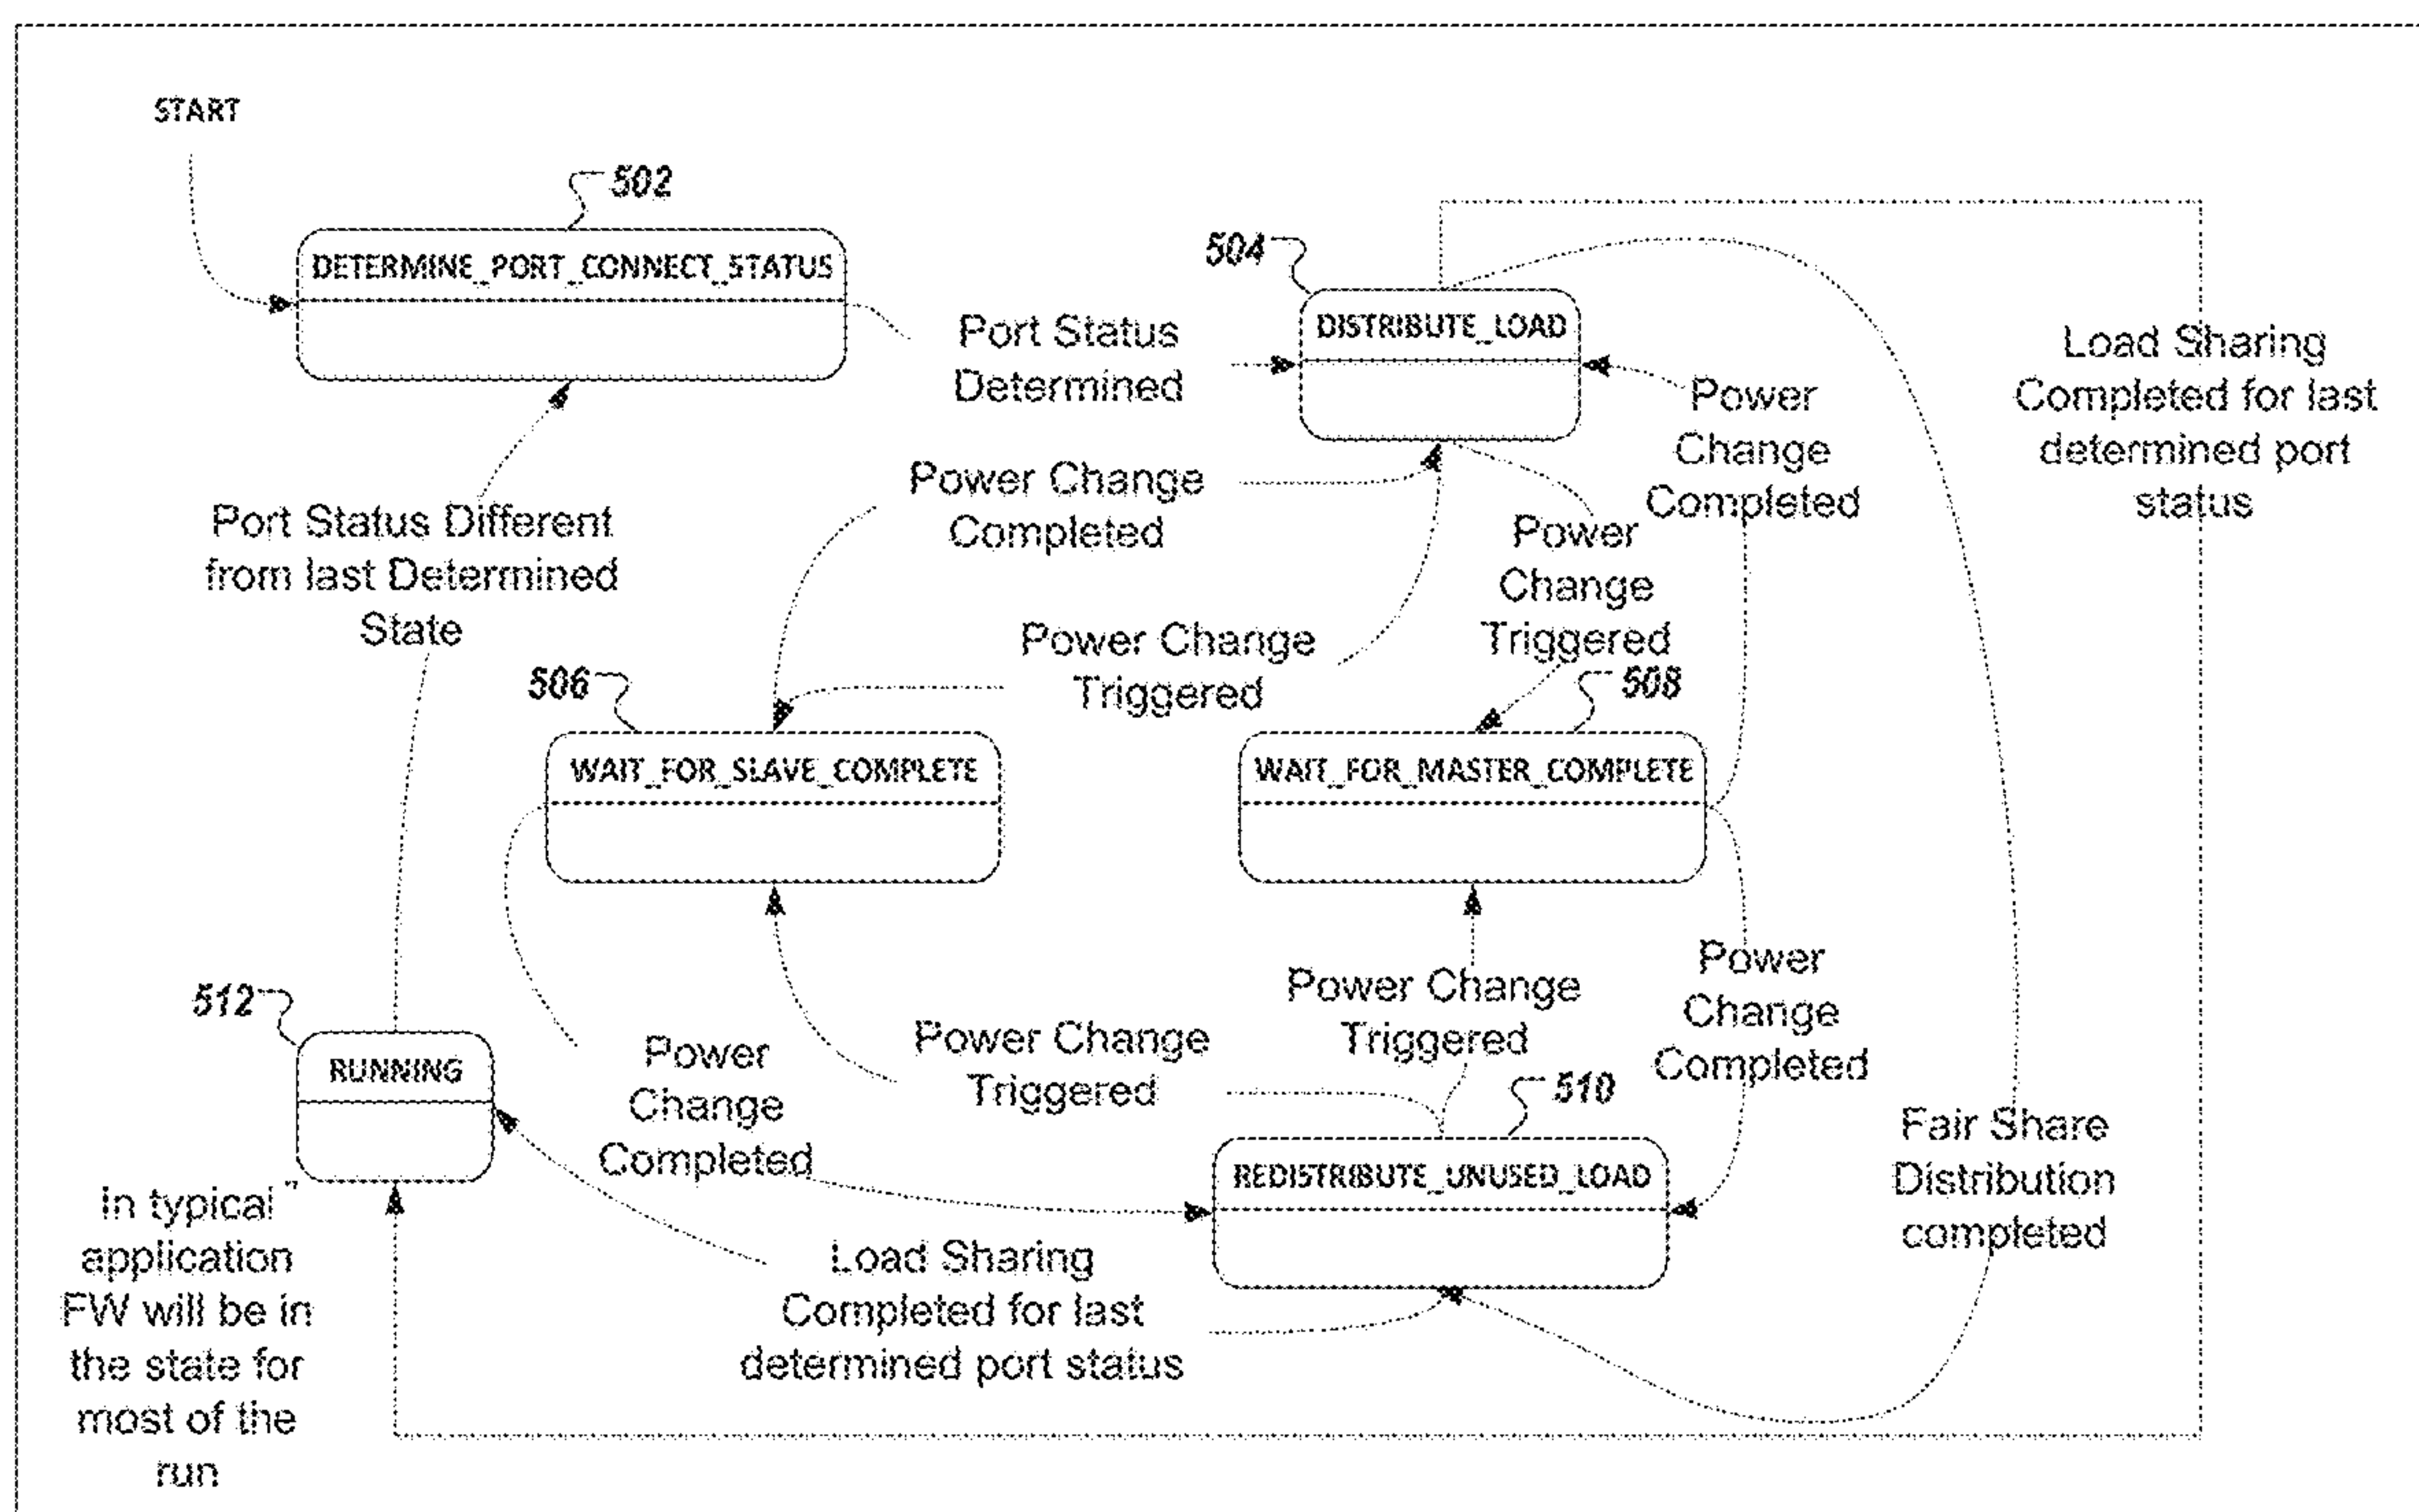 START
502
DETERMINE_PORT_CONNECT_STATUS
Port Status
Determined
504
DISTRIBUTE_LOAD
Load Sharing
Completed for last
determined port
status
Power
Change
Completed
Power Change
Completed
Power
Change
Triggered
Port Status Different
from last Determined
State
Power Change
Triggered
506
WAIT_FOR_SLAVE_COMPLETE
508
WAIT_FOR_MASTER_COMPLETE
Power
Change
Completed
Power Change
Triggered
512
RUNNING
Power
Change
Completed
Power Change
Triggered
510
REDISTRIBUTE_UNUSED_LOAD
Fair Share
Distribution
completed
In typical
application
FW will be in
the state for
most of the
run
Load Sharing
Completed for last
determined port status